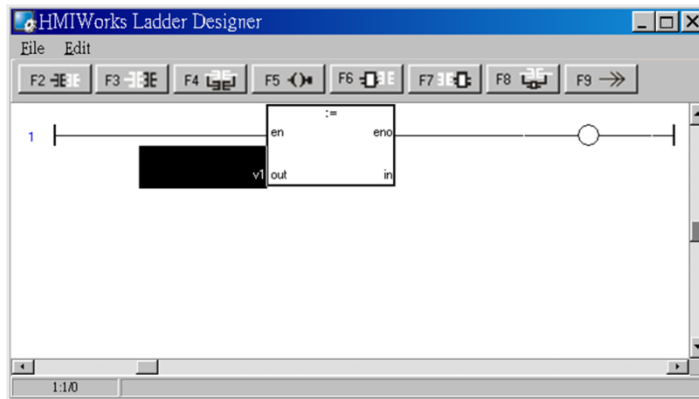 HMIWorks Ladder Designer
File Edit
F2 F3 F4 F5 F6 F7 F8 F9
:=
1
en eno
v1 out in
1:1/0